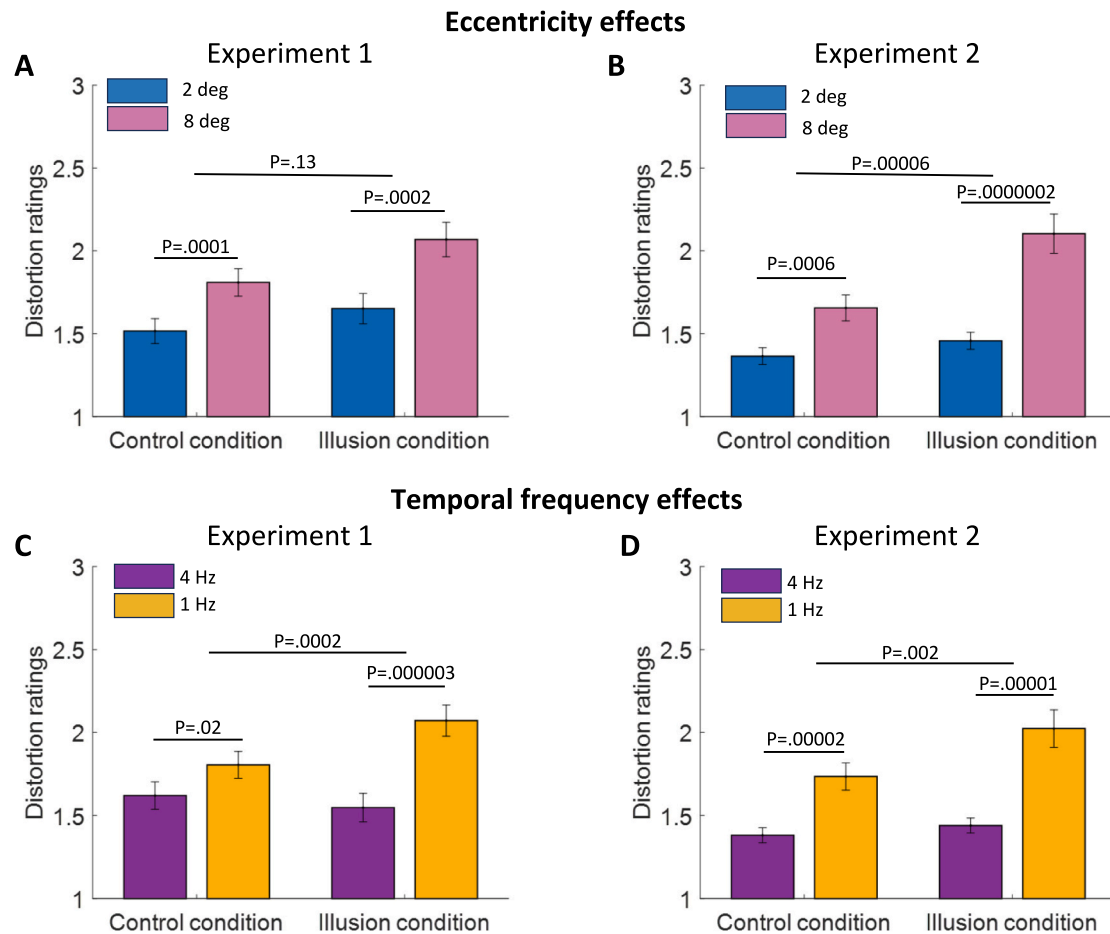 Eccentricity effects
A
Experiment 1
2 deg
8 deg
Distortion ratings
3
2.5
2
1.5
1
P=.13
P=.0001
P=.0002
Control condition
Illusion condition
B
Experiment 2
2 deg
8 deg
Distortion ratings
3
2.5
2
1.5
1
P=.00006
P=.0006
P=.0000002
Control condition
Illusion condition
Temporal frequency effects
C
Experiment 1
4 Hz
1 Hz
Distortion ratings
3
2.5
2
1.5
1
P=.0002
P=.02
P=.000003
Control condition
Illusion condition
D
Experiment 2
4 Hz
1 Hz
Distortion ratings
3
2.5
2
1.5
1
P=.002
P=.00002
P=.00001
Control condition
Illusion condition